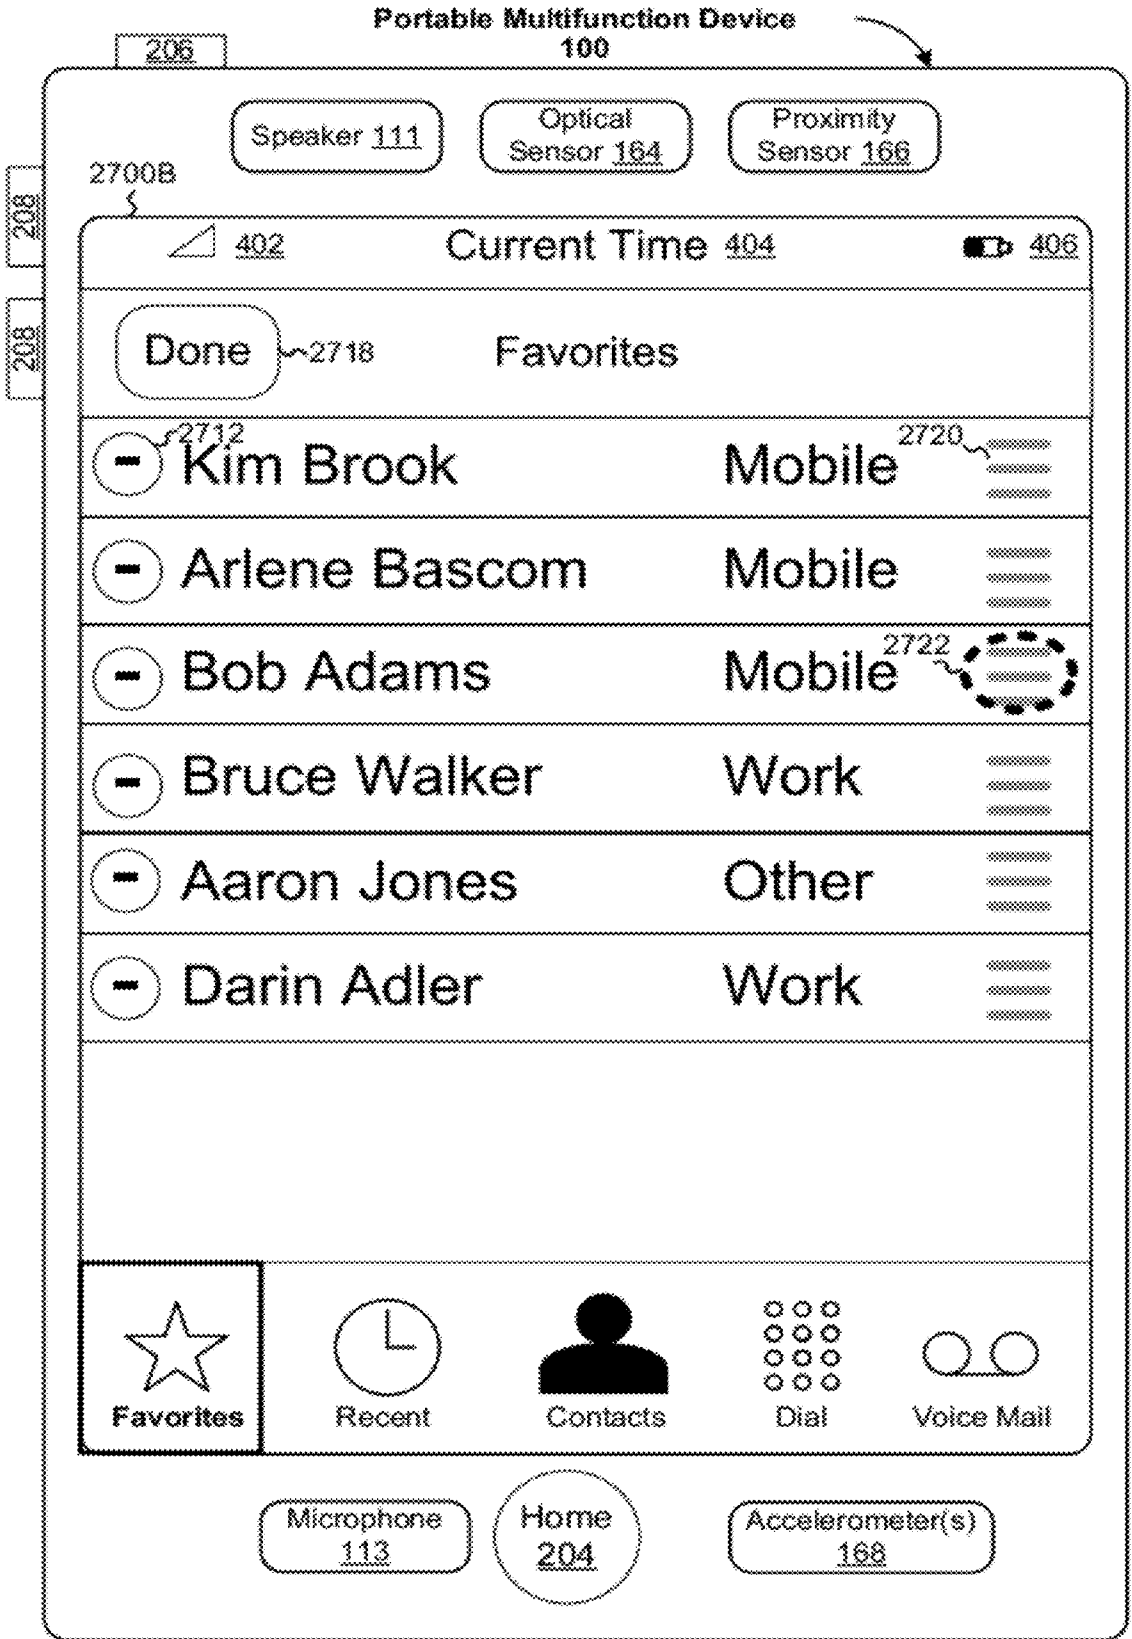 Portable Multifunction Device
100
206
Speaker 111
Optical
Sensor 164
Proximity
Sensor 166
2700B
208
208
402 Current Time 404 406
Done 2718 Favorites
2712 2720
Kim Brook Mobile
Arlene Bascom Mobile
2722
Bob Adams Mobile
Bruce Walker Work
Aaron Jones Other
Darin Adler Work
Favorites Recent Contacts Dial Voice Mail
Microphone
113
Home
204
Accelerometer(s)
168